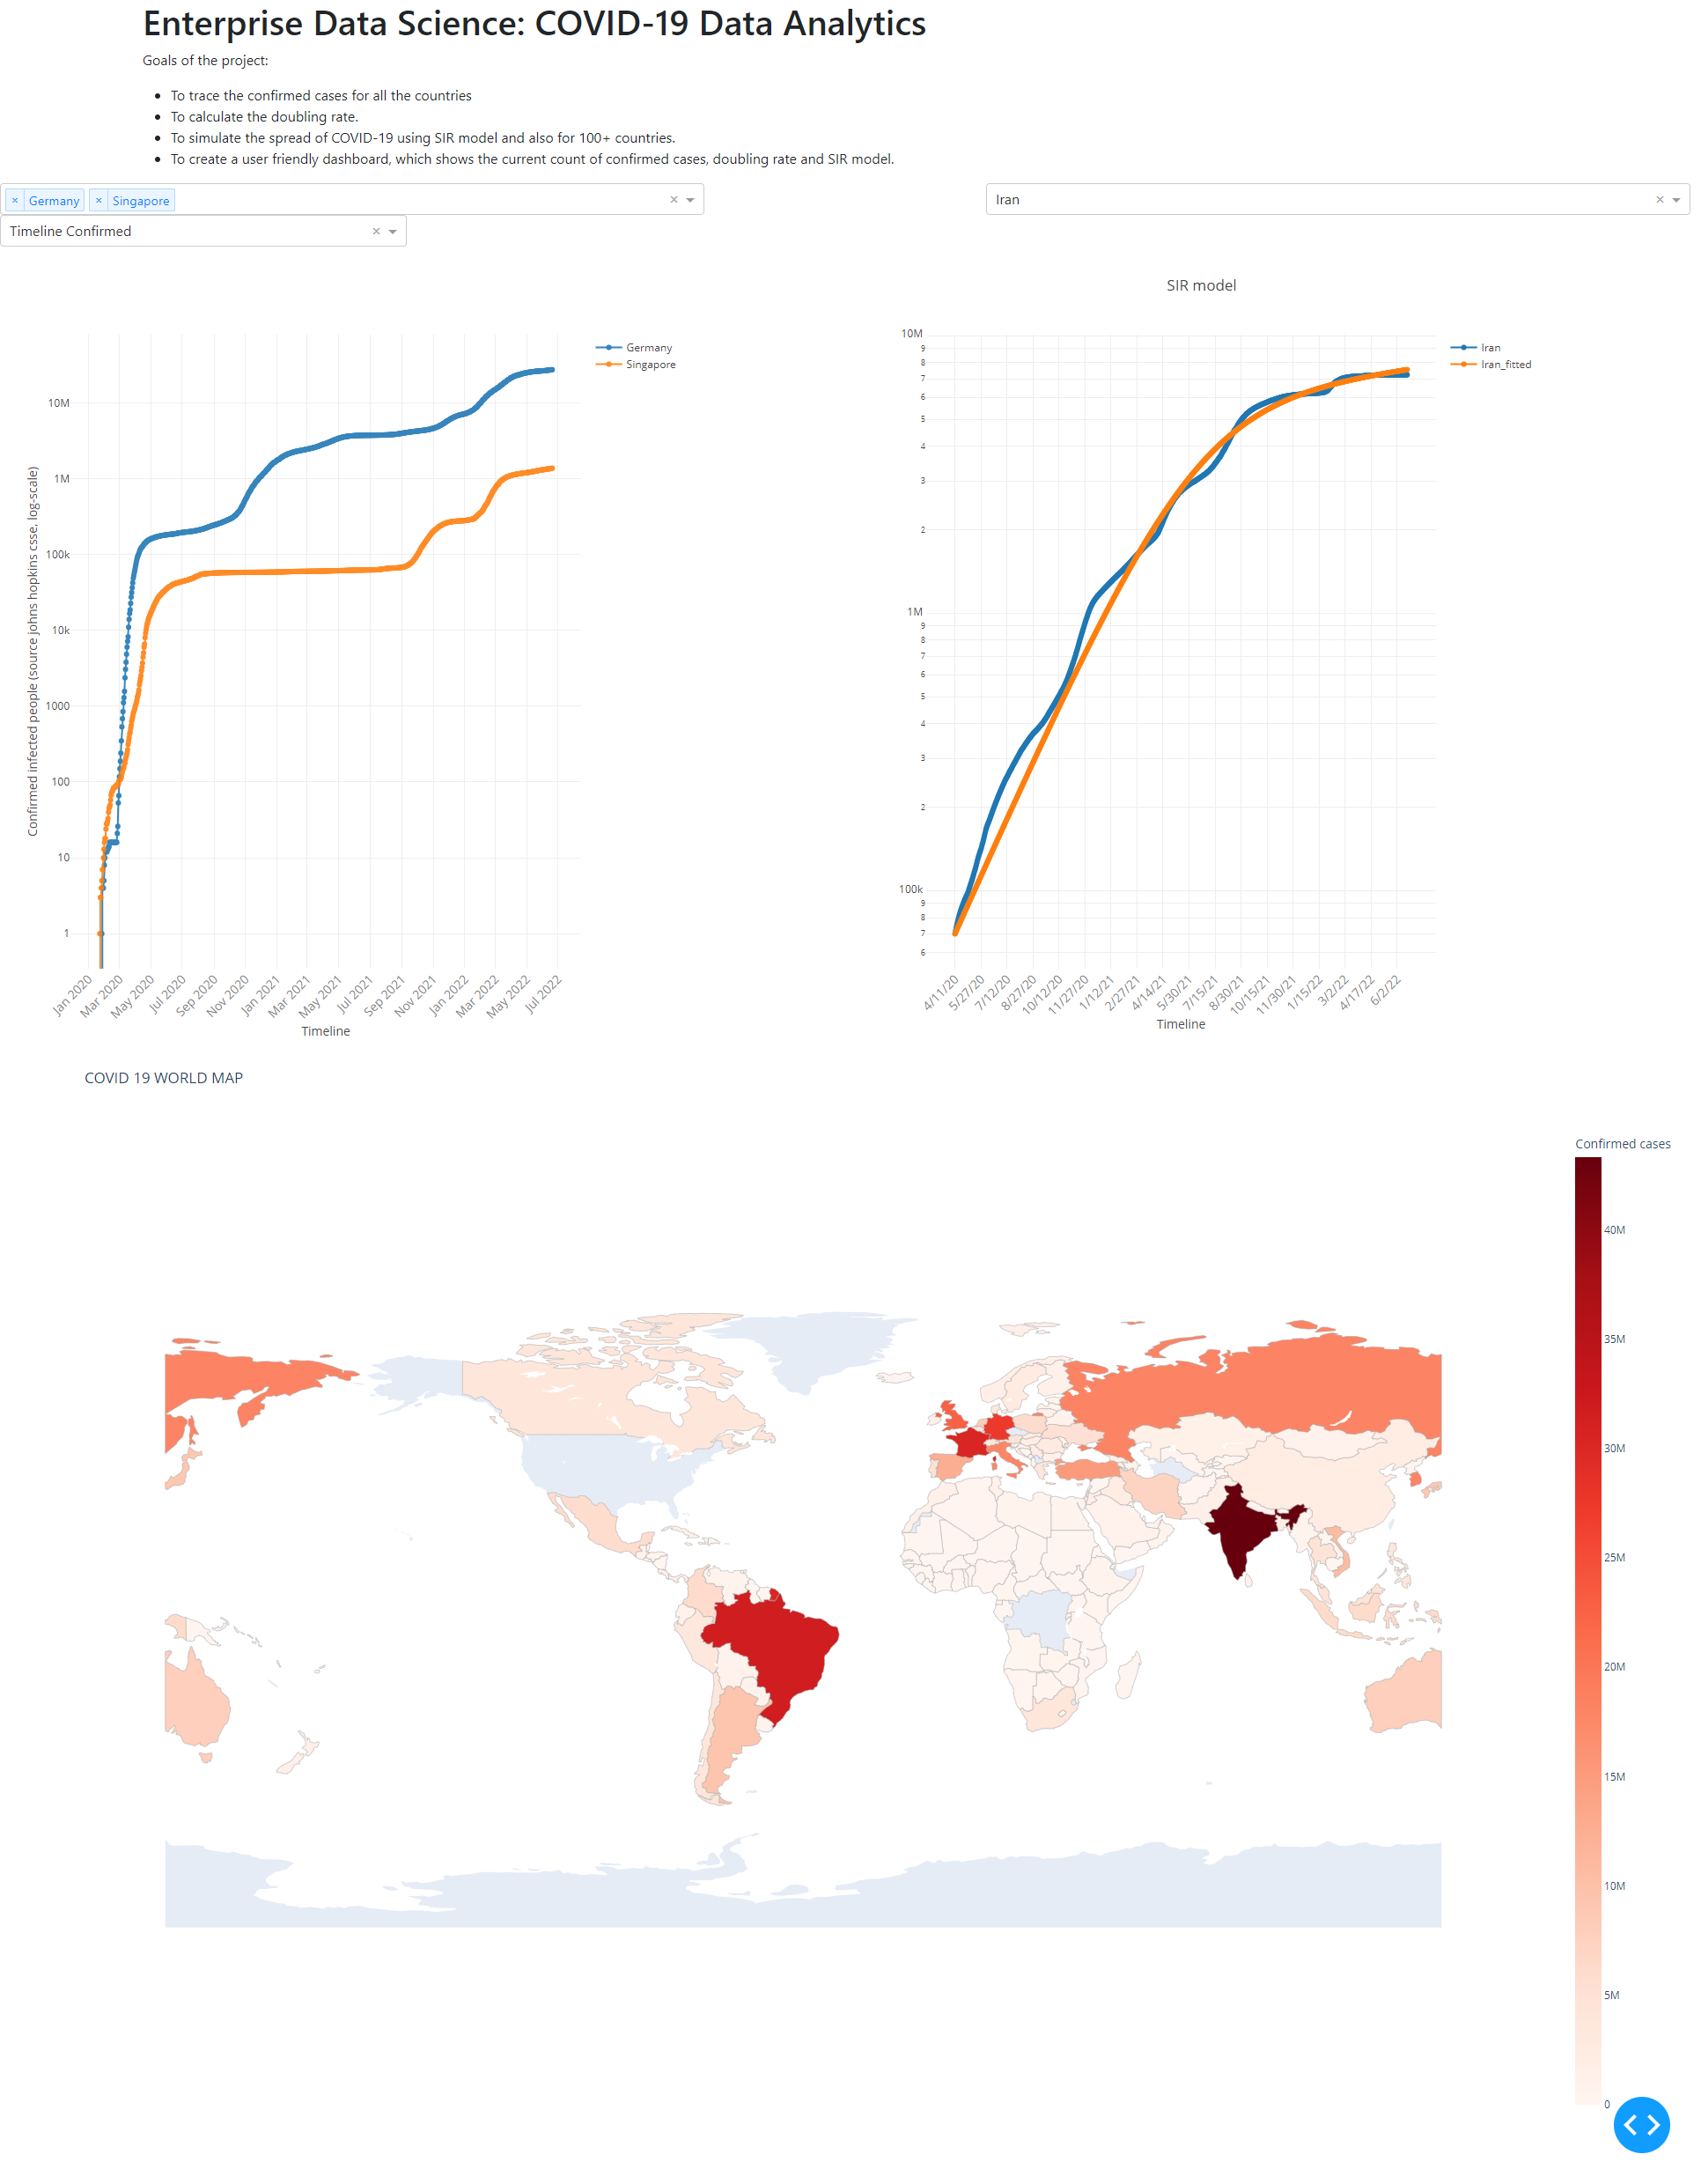 Enterprise Data Science: COVID-19 Data Analytics
Goals of the project:
To trace the confirmed cases for all the countries
To calculate the doubling rate.
To simulate the spread of COVID-19 using SIR model and also for 100+ countries.
To create a user friendly dashboard, which shows the current count of confirmed cases, doubling rate and SIR model.
× Germany × Singapore ×
Iran ×
Timeline Confirmed ×
Germany
Singapore
10M
1M
100k
10k
1000
100
10
1
Confirmed infected people (source johns hopkins csse, log-scale)
Jan 2020
Mar 2020
May 2020
Jul 2020
Sep 2020
Nov 2020
Jan 2021
Mar 2021
May 2021
Jul 2021
Sep 2021
Nov 2021
Jan 2022
Mar 2022
May 2022
Jul 2022
Timeline
SIR model
Iran
Iran_fitted
10M
9
8
7
6
5
4
3
2
1M
9
8
7
6
5
4
3
2
100k
9
8
7
6
4/11/20
5/27/20
7/12/20
8/27/20
10/12/20
11/27/20
1/12/21
2/27/21
4/14/21
5/30/21
7/15/21
8/30/21
10/15/21
11/30/21
1/15/22
3/2/22
4/17/22
6/2/22
Timeline
COVID 19 WORLD MAP
Confirmed cases
40M
35M
30M
25M
20M
15M
10M
5M
0